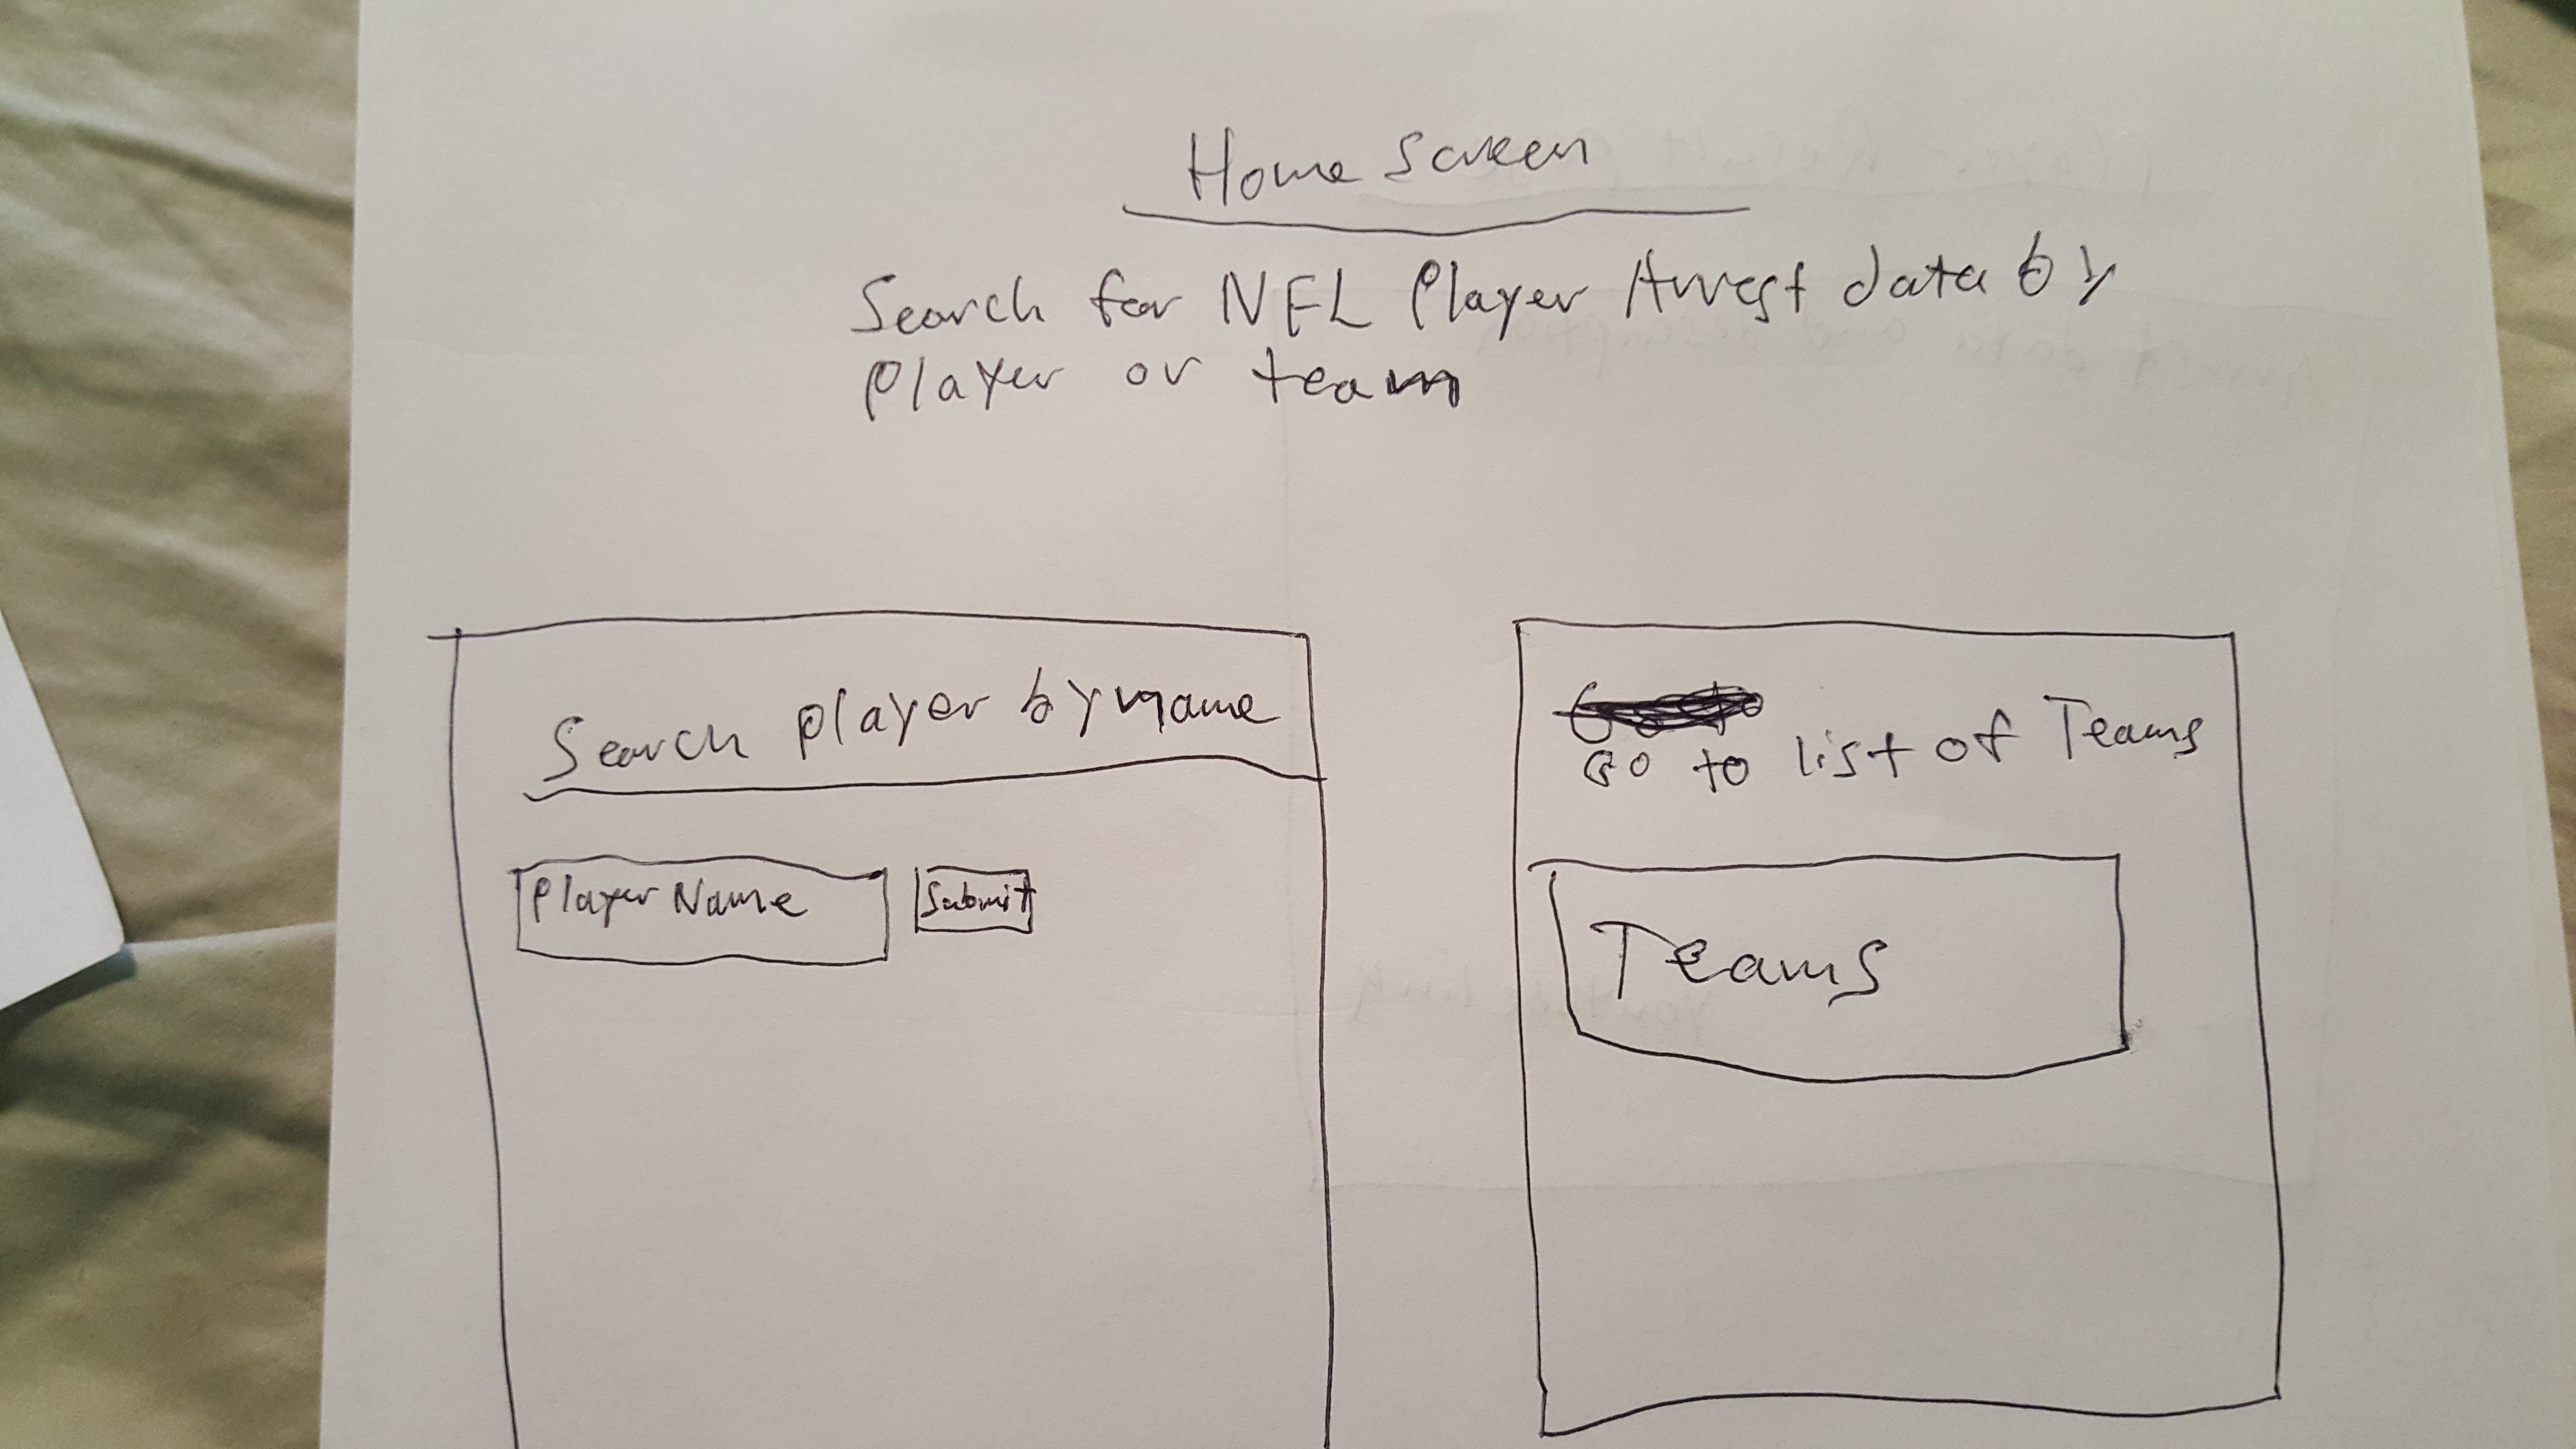 Home Screen
Search for NFL Player Arrest data by
player or team
Search player by name
Player Name
Submit
Go to list of Teams
Teams